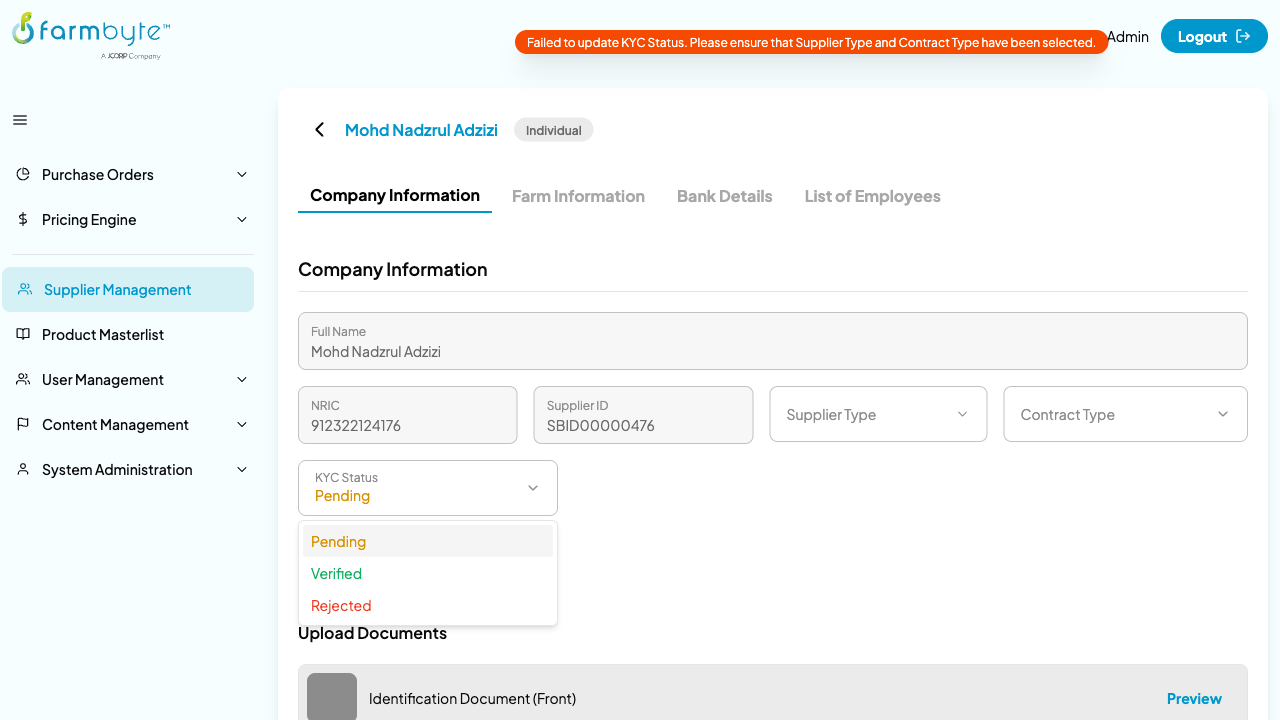 farmbyte™
A JCORP Company
Failed to update KYC Status. Please ensure that Supplier Type and Contract Type have been selected.
Admin
Logout
Mohd Nadzrul Adzizi
Individual
Purchase Orders
Pricing Engine
Supplier Management
Product Masterlist
User Management
Content Management
System Administration
Company Information
Farm Information
Bank Details
List of Employees
Company Information
Full Name
Mohd Nadzrul Adzizi
NRIC
912322124176
Supplier ID
SBID00000476
Supplier Type
Contract Type
KYC Status
Pending
Pending
Verified
Rejected
Upload Documents
Identification Document (Front)
Preview